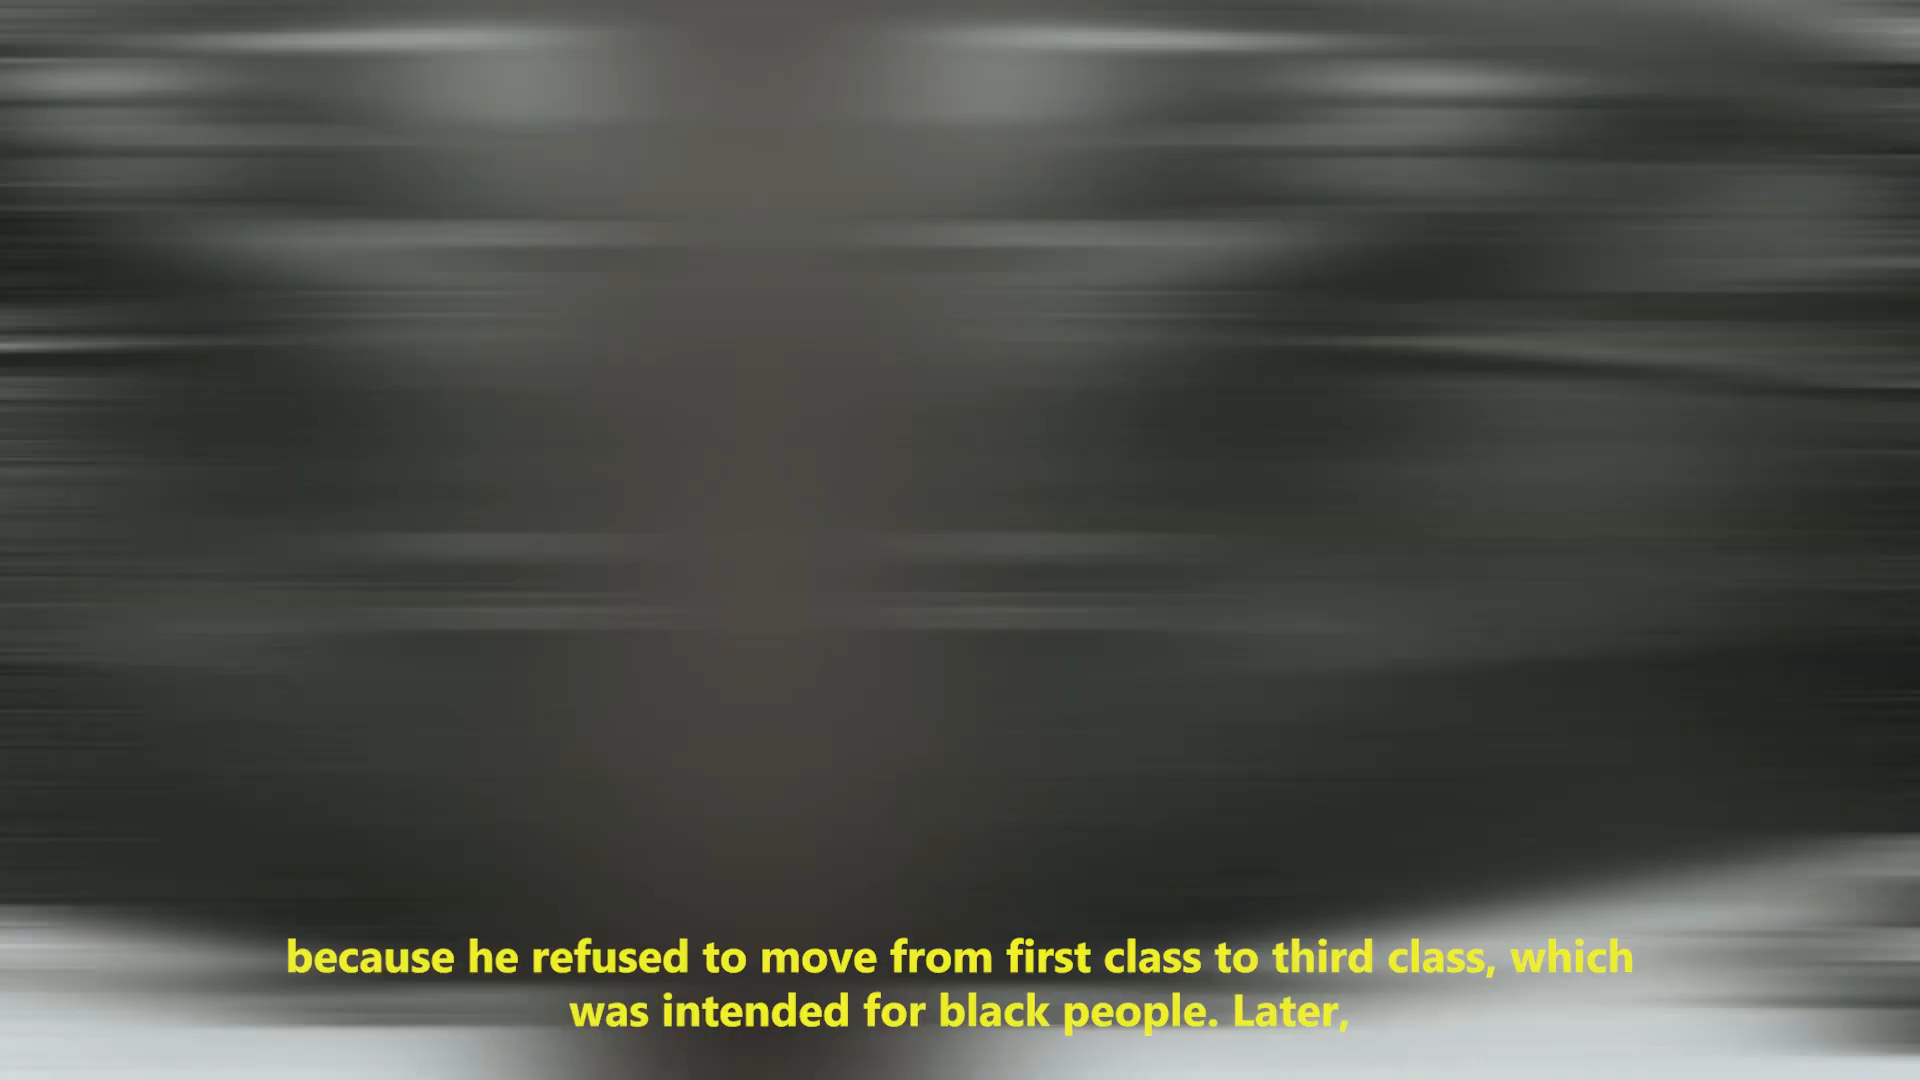 because he refused to move from first class to third class, which
was intended for black people. Later,